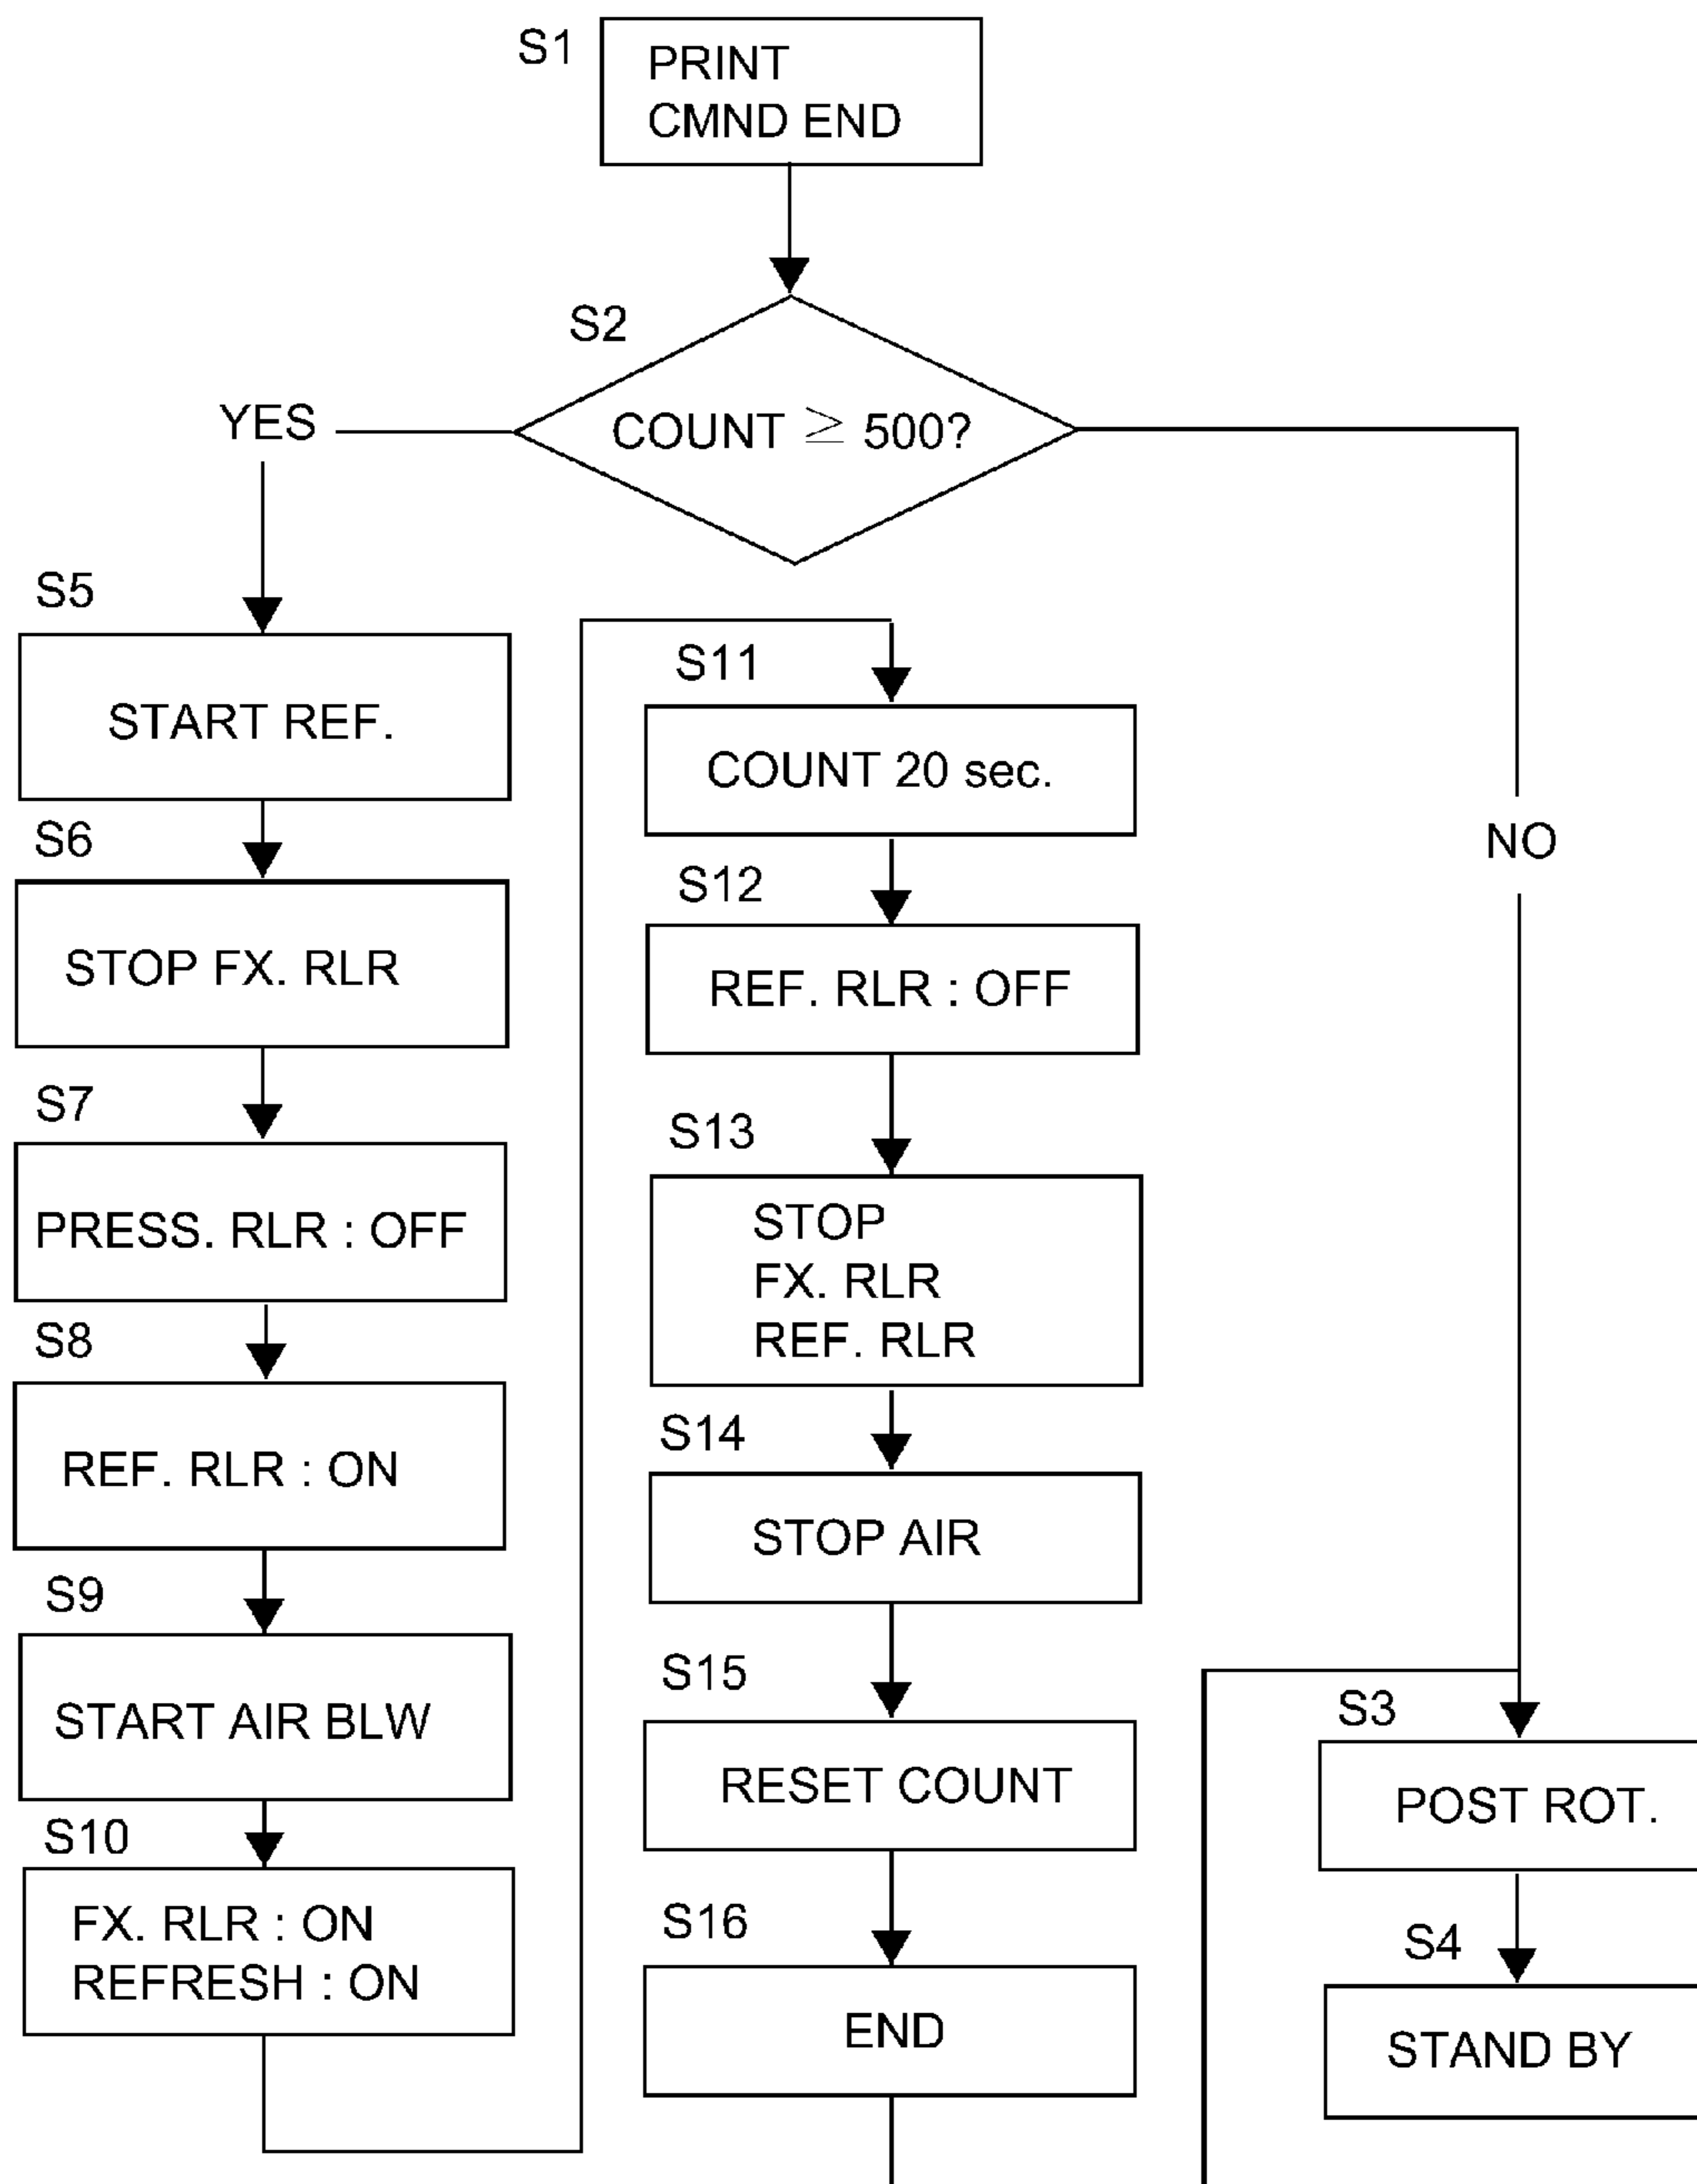 S1
PRINT
CMND END
S2
COUNT ≧ 500?
YES
NO
S5
START REF.
S6
STOP FX. RLR
S7
PRESS. RLR : OFF
S8
REF. RLR : ON
S9
START AIR BLW
S10
FX. RLR : ON
REFRESH : ON
S11
COUNT 20 sec.
S12
REF. RLR : OFF
S13
STOP
FX. RLR
REF. RLR
S14
STOP AIR
S15
RESET COUNT
S16
END
S3
POST ROT.
S4
STAND BY